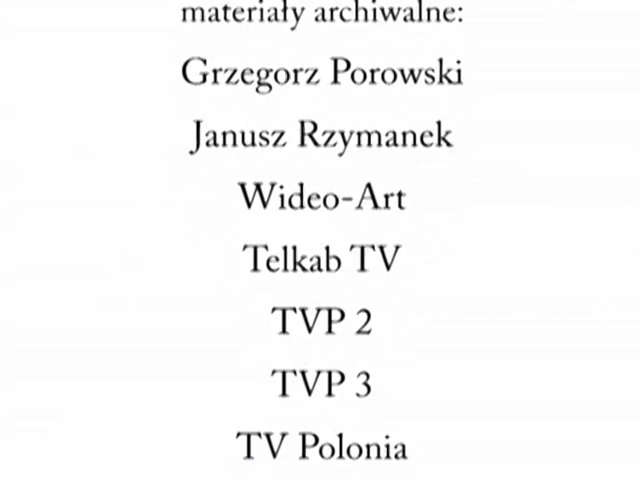 materiały archiwalne:
Grzegorz Porowski
Janusz Rzymanek
Wideo-Art
Telkab TV
TVP 2
TVP 3
TV Polonia